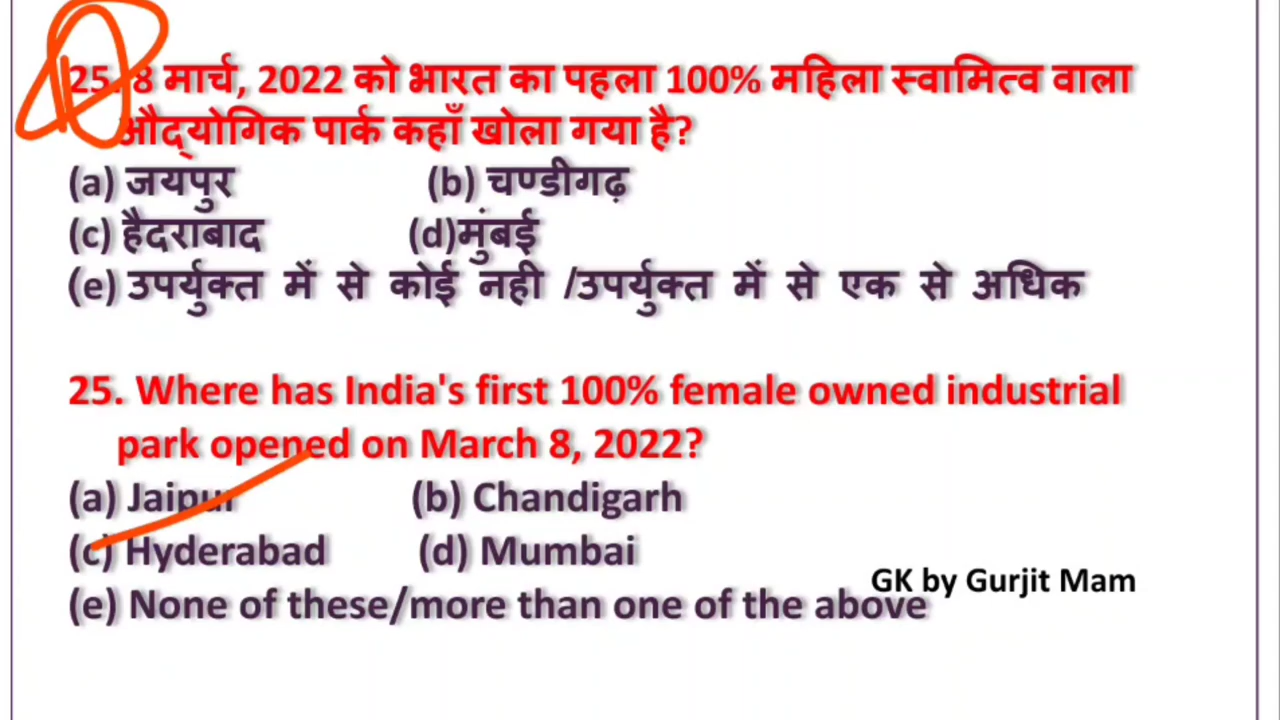 25. 8 मार्च, 2022 को भारत का पहला 100% महिला स्वामित्व वाला
औद्योगिक पार्क कहाँ खोला गया है?
(a) जयपुर (b) चण्डीगढ़
(c) हैदराबाद (d)मुंबई
(e) उपर्युक्त में से कोई नही /उपर्युक्त में से एक से अधिक
25. Where has India's first 100% female owned industrial
park opened on March 8, 2022?
(a) Jaipur (b) Chandigarh
(c) Hyderabad (d) Mumbai
(e) None of these/more than one of the above
GK by Gurjit Mam